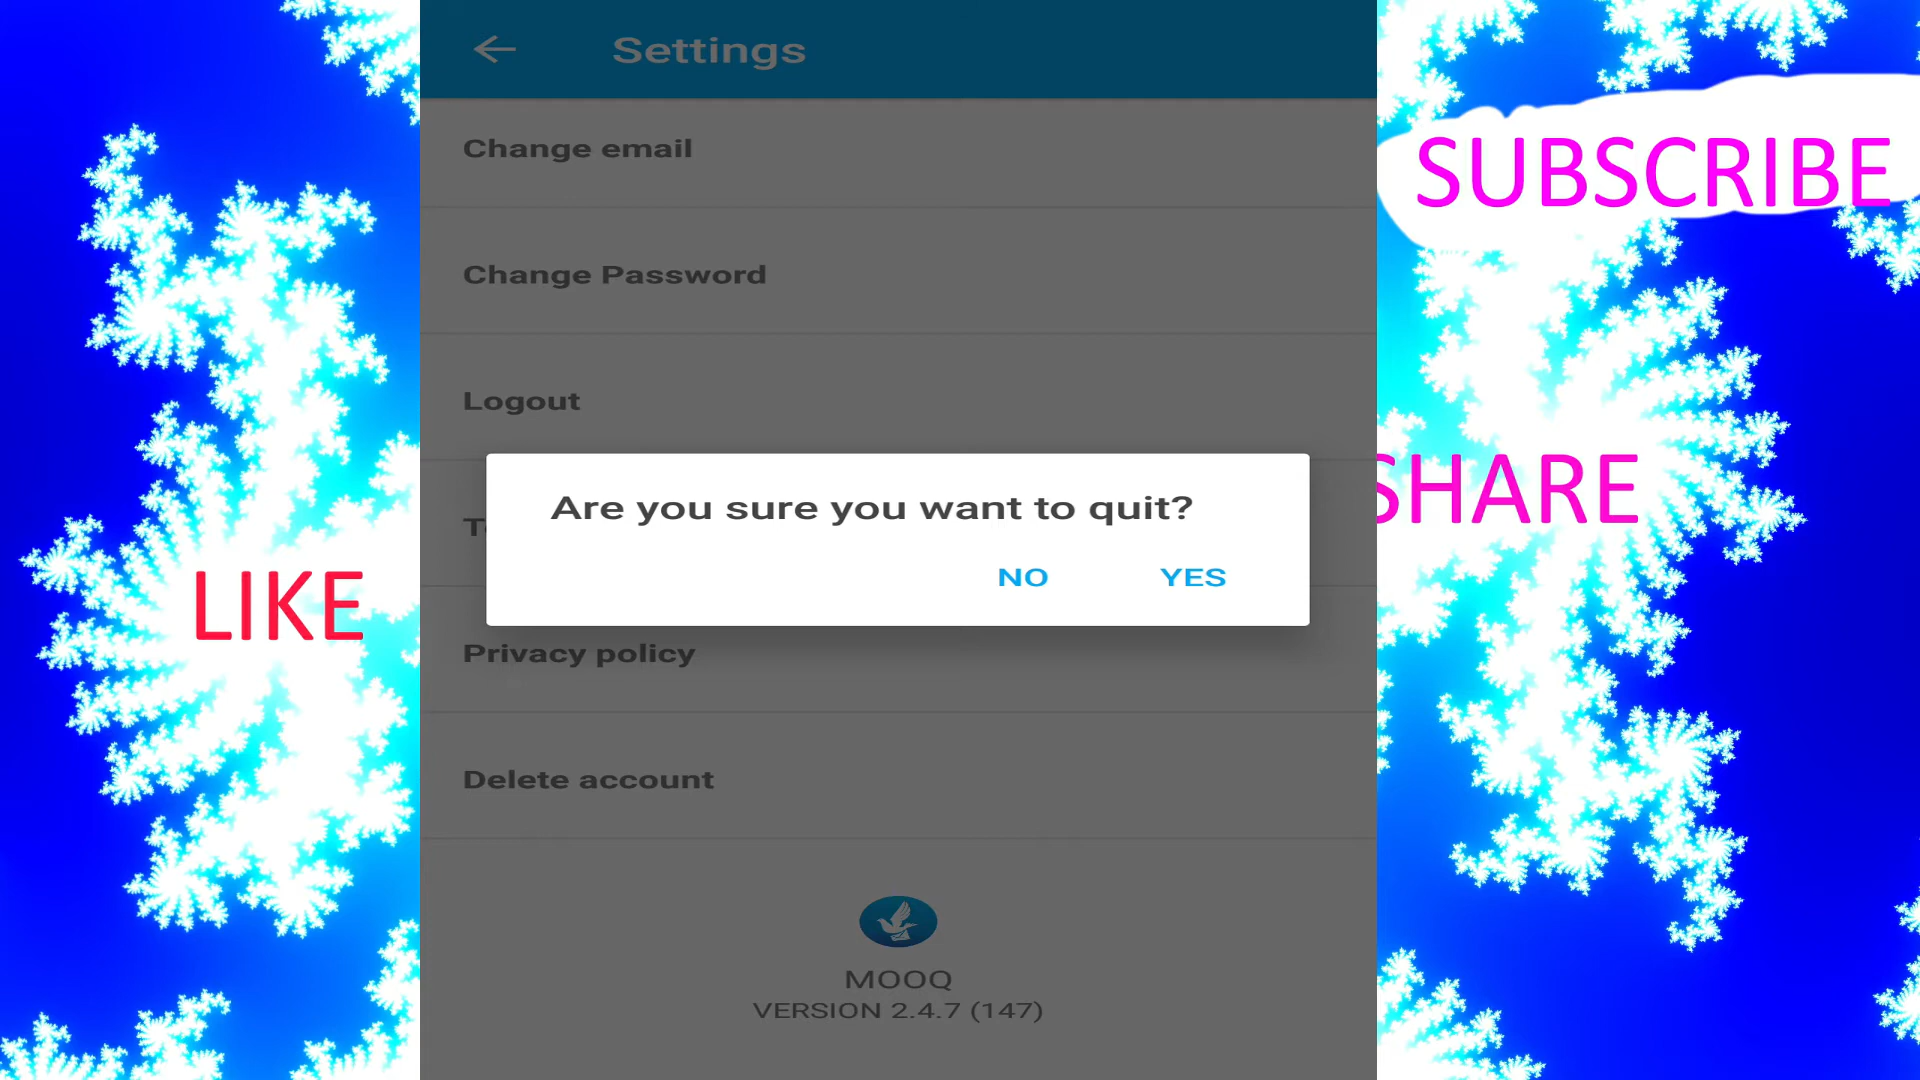 Settings
Change email
Change Password
Logout
Are you sure you want to quit?
NO
YES
Privacy policy
Delete account
MOOQ
VERSION 2.4.7 (147)
LIKE
SUBSCRIBE
SHARE